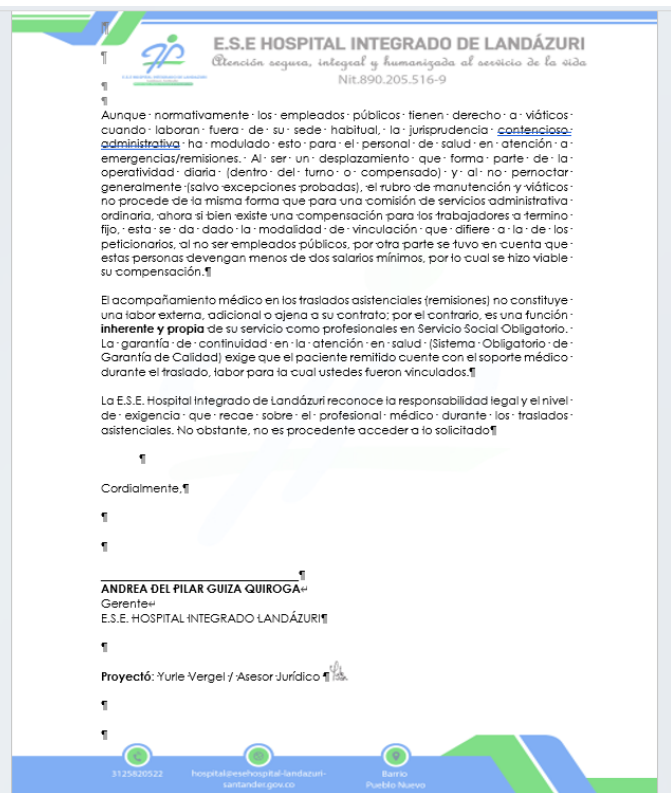 E.S.E HOSPITAL INTEGRADO DE LANDÁZURI
Atención segura, integral y humanizada al servicio de la vida
Nit.890.205.516-9
Aunque normativamente los empleados públicos tienen derecho a viáticos
cuando laboran fuera de su sede habitual, la jurisprudencia contencioso
administrativa ha modulado esto para el personal de salud en atención a
emergencias/remisiones. Al ser un desplazamiento que forma parte de la
operatividad diaria (dentro del turno o compensado) y al no pernoctar
generalmente (salvo excepciones probadas), el rubro de manutención y viáticos
no procede de la misma forma que para una comisión de servicios administrativa
ordinaria, ahora si bien existe una compensación para los trabajadores a termino
fijo, esta se da dado la modalidad de vinculación que difiere a la de los
peticionarios, al no ser empleados públicos, por otra parte se tuvo en cuenta que
estas personas devengan menos de dos salarios mínimos, por lo cual se hizo viable
su compensación.
El acompañamiento médico en los traslados asistenciales (remisiones) no constituye
una labor externa, adicional o ajena a su contrato; por el contrario, es una función
inherente y propia de su servicio como profesionales en Servicio Social Obligatorio.
La garantía de continuidad en la atención en salud (Sistema Obligatorio de
Garantía de Calidad) exige que el paciente remitido cuente con el soporte médico
durante el traslado, labor para la cual ustedes fueron vinculados.
La E.S.E. Hospital Integrado de Landázuri reconoce la responsabilidad legal y el nivel
de exigencia que recae sobre el profesional médico durante los traslados
asistenciales. No obstante, no es procedente acceder a lo solicitado
Cordialmente,
ANDREA DEL PILAR GUIZA QUIROGA
Gerente
E.S.E. HOSPITAL INTEGRADO LANDÁZURI
Proyectó: Yurle Vergel / Asesor Jurídico
3125820522
hospital@esehospital-landazuri-
santander.gov.co
Barrio
Pueblo Nuevo